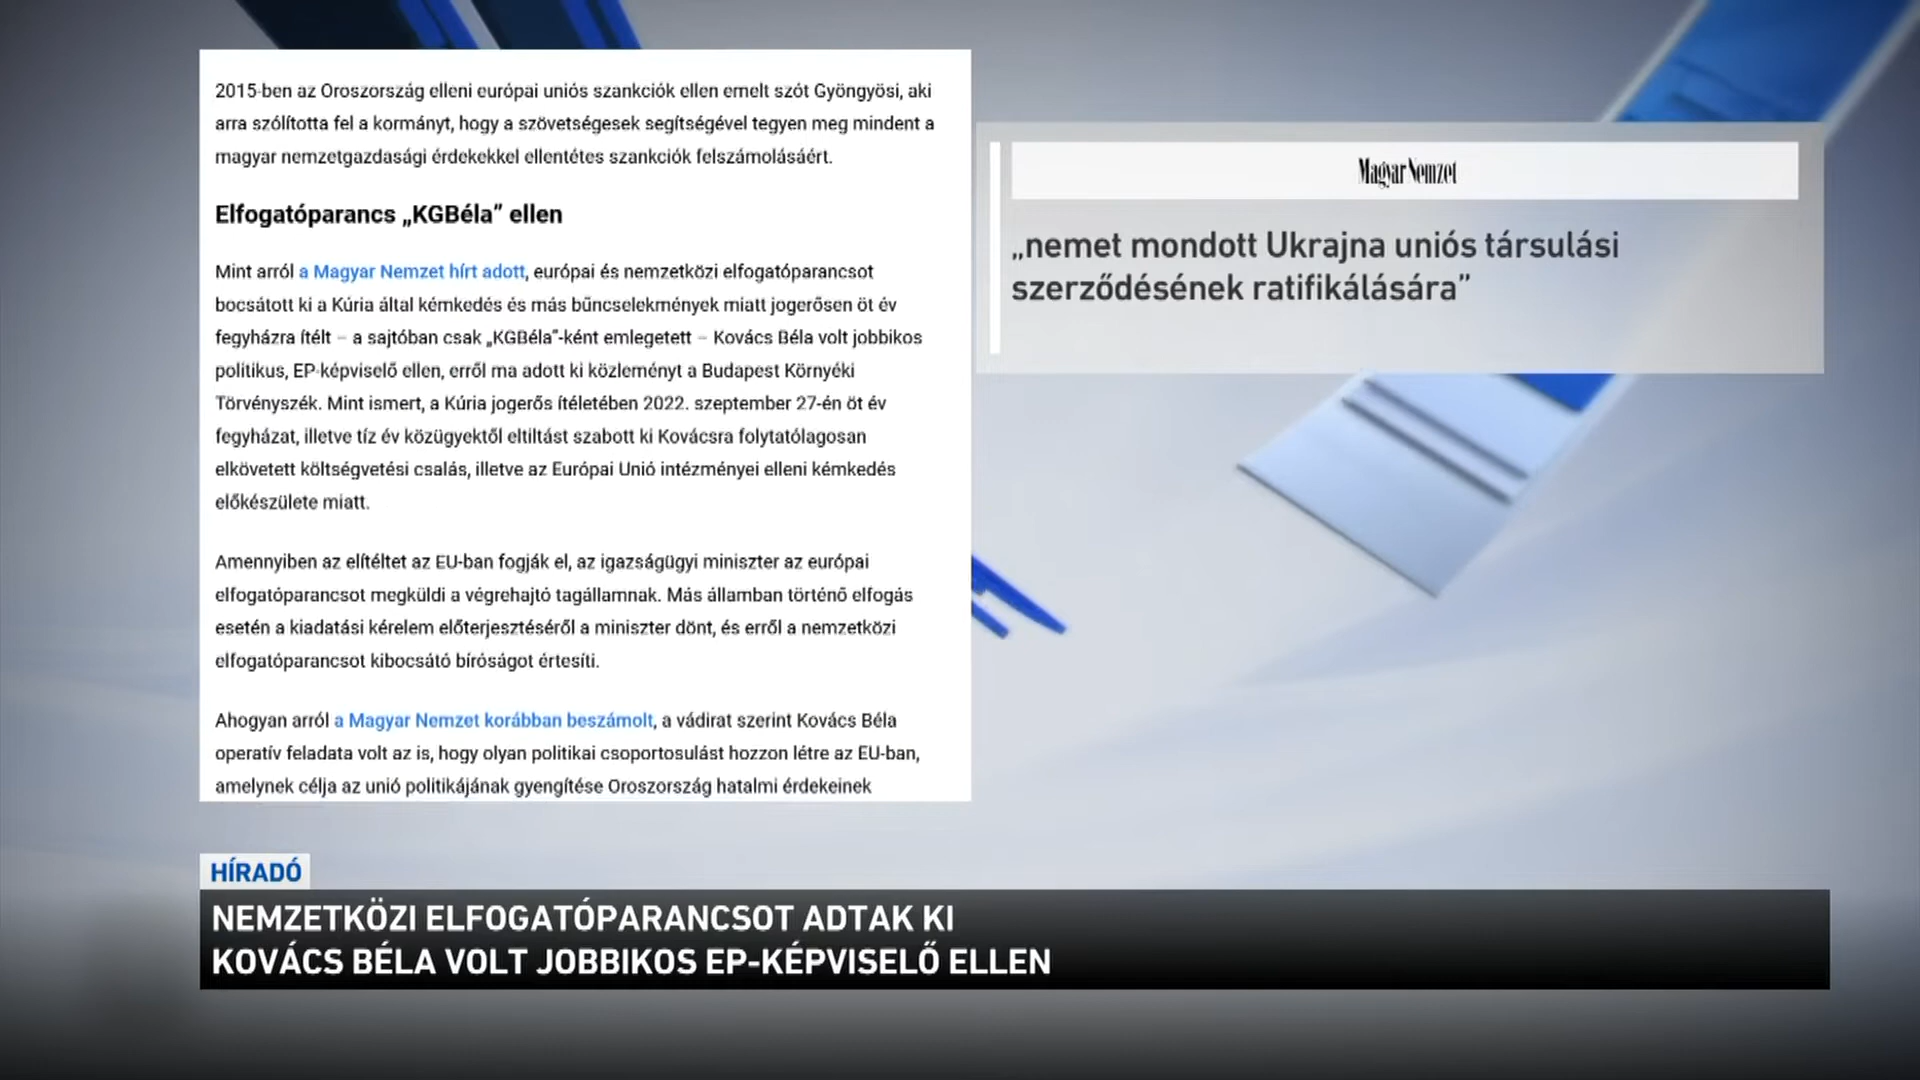 2015-ben az Oroszország elleni európai uniós szankciók ellen emelt szót Gyöngyösi, aki
arra szólította fel a kormányt, hogy a szövetségesek segítségével tegyen meg mindent a
magyar nemzetgazdasági érdekekkel ellentétes szankciók felszámolásáért.
Elfogatóparancs „KGBéla” ellen
Mint arról a Magyar Nemzet hírt adott, európai és nemzetközi elfogatóparancsot
bocsátott ki a Kúria által kémkedés és más bűncselekmények miatt jogerősen öt év
fegyházra ítélt – a sajtóban csak „KGBéla”-ként emlegetett – Kovács Béla volt jobbikos
politikus, EP-képviselő ellen, erről ma adott ki közleményt a Budapest Környéki
Törvényszék. Mint ismert, a Kúria jogerős ítéletében 2022. szeptember 27-én öt év
fegyházat, illetve tíz év közügyektől eltiltást szabott ki Kovácsra folytatólagosan
elkövetett költségvetési csalás, illetve az Európai Unió intézményei elleni kémkedés
előkészülete miatt.
Amennyiben az elítéltet az EU-ban fogják el, az igazságügyi miniszter az európai
elfogatóparancsot megküldi a végrehajtó tagállamnak. Más államban történő elfogás
esetén a kiadatási kérelem előterjesztéséről a miniszter dönt, és erről a nemzetközi
elfogatóparancsot kibocsátó bíróságot értesíti.
Ahogyan arról a Magyar Nemzet korábban beszámolt, a vádirat szerint Kovács Béla
operatív feladata volt az is, hogy olyan politikai csoportosulást hozzon létre az EU-ban,
amelynek célja az unió politikájának gyengítése Oroszország hatalmi érdekeinek
Magyar Nemzet
„nemet mondott Ukrajna uniós társulási
szerződésének ratifikálására”
HÍRADÓ
NEMZETKÖZI ELFOGATÓPARANCSOT ADTAK KI
KOVÁCS BÉLA VOLT JOBBIKOS EP-KÉPVISELŐ ELLEN